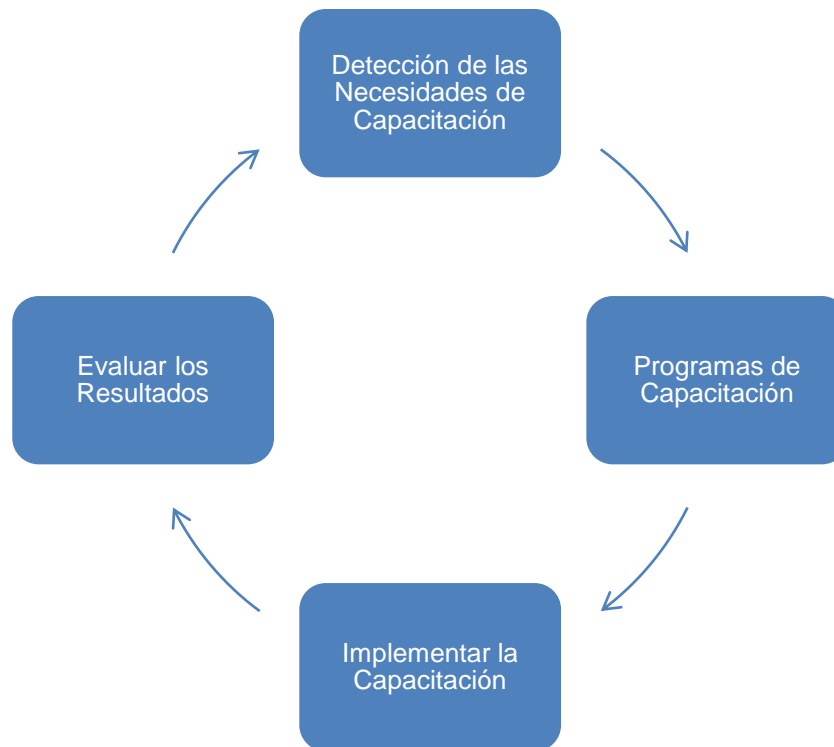 Detección de las
Necesidades de
Capacitación
Programas de
Capacitación
Implementar la
Capacitación
Evaluar los
Resultados